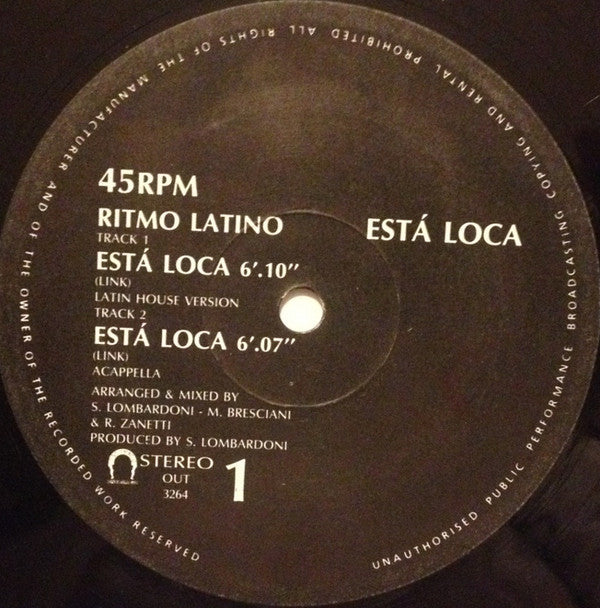 45RPM
RITMO LATINO
ESTÁ LOCA
TRACK 1
ESTÁ LOCA 6'.10"
(LINK)
LATIN HOUSE VERSION
TRACK 2
ESTÁ LOCA 6'.07"
(LINK)
ACAPPELLA
ARRANGED & MIXED BY
S. LOMBARDONI - M. BRESCIANI
& R. ZANETTI
PRODUCED BY S. LOMBARDONI
STEREO
OUT
3264
1
ALL RIGHTS OF THE MANUFACTURER AND OF THE OWNER OF THE RECORDED WORK RESERVED
UNAUTHORISED PUBLIC PERFORMANCE BROADCASTING COPYING AND RENTAL PROHIBITED